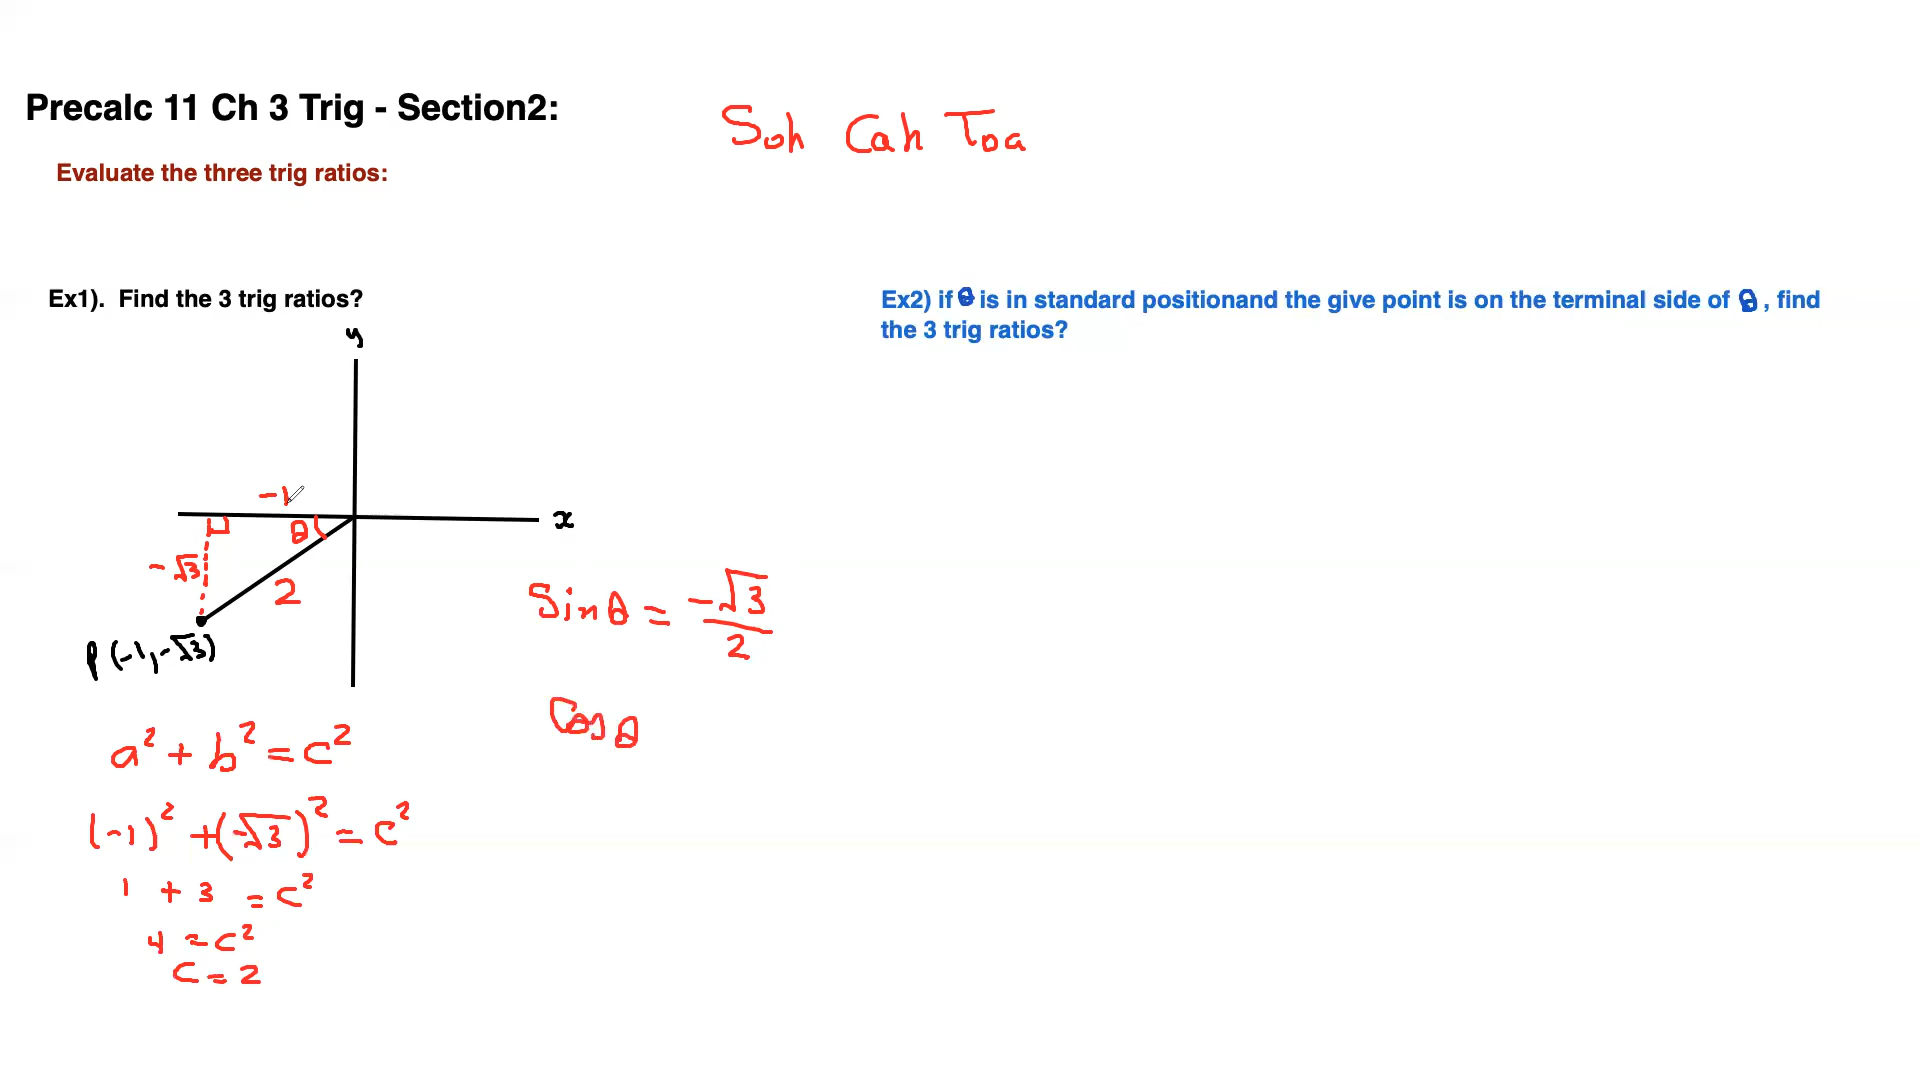 Precalc 11 Ch 3 Trig - Section2:
Soh Cah Toa
Evaluate the three trig ratios:
Ex1). Find the 3 trig ratios?
y
x
-1
θ
-√3
2
P(-1,-√3)
a² + b² = c²
(-1)² + (-√3)² = c²
1 + 3 = c²
4 = c²
c = 2
Sinθ = -√3/2
Cosθ
Ex2) if θ is in standard positionand the give point is on the terminal side of θ , find
the 3 trig ratios?